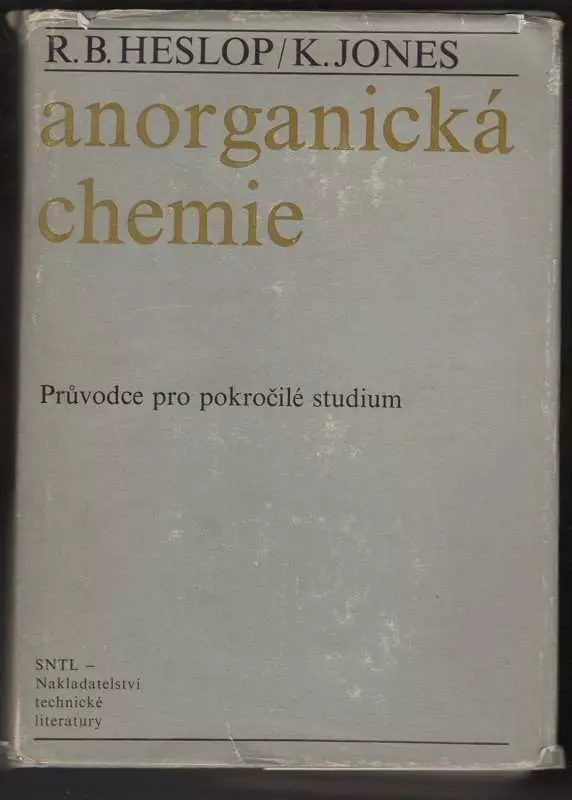 R. B. HESLOP/K. JONES
anorganická
chemie
Průvodce pro pokročilé studium
SNTL –
Nakladatelství
technické
literatury